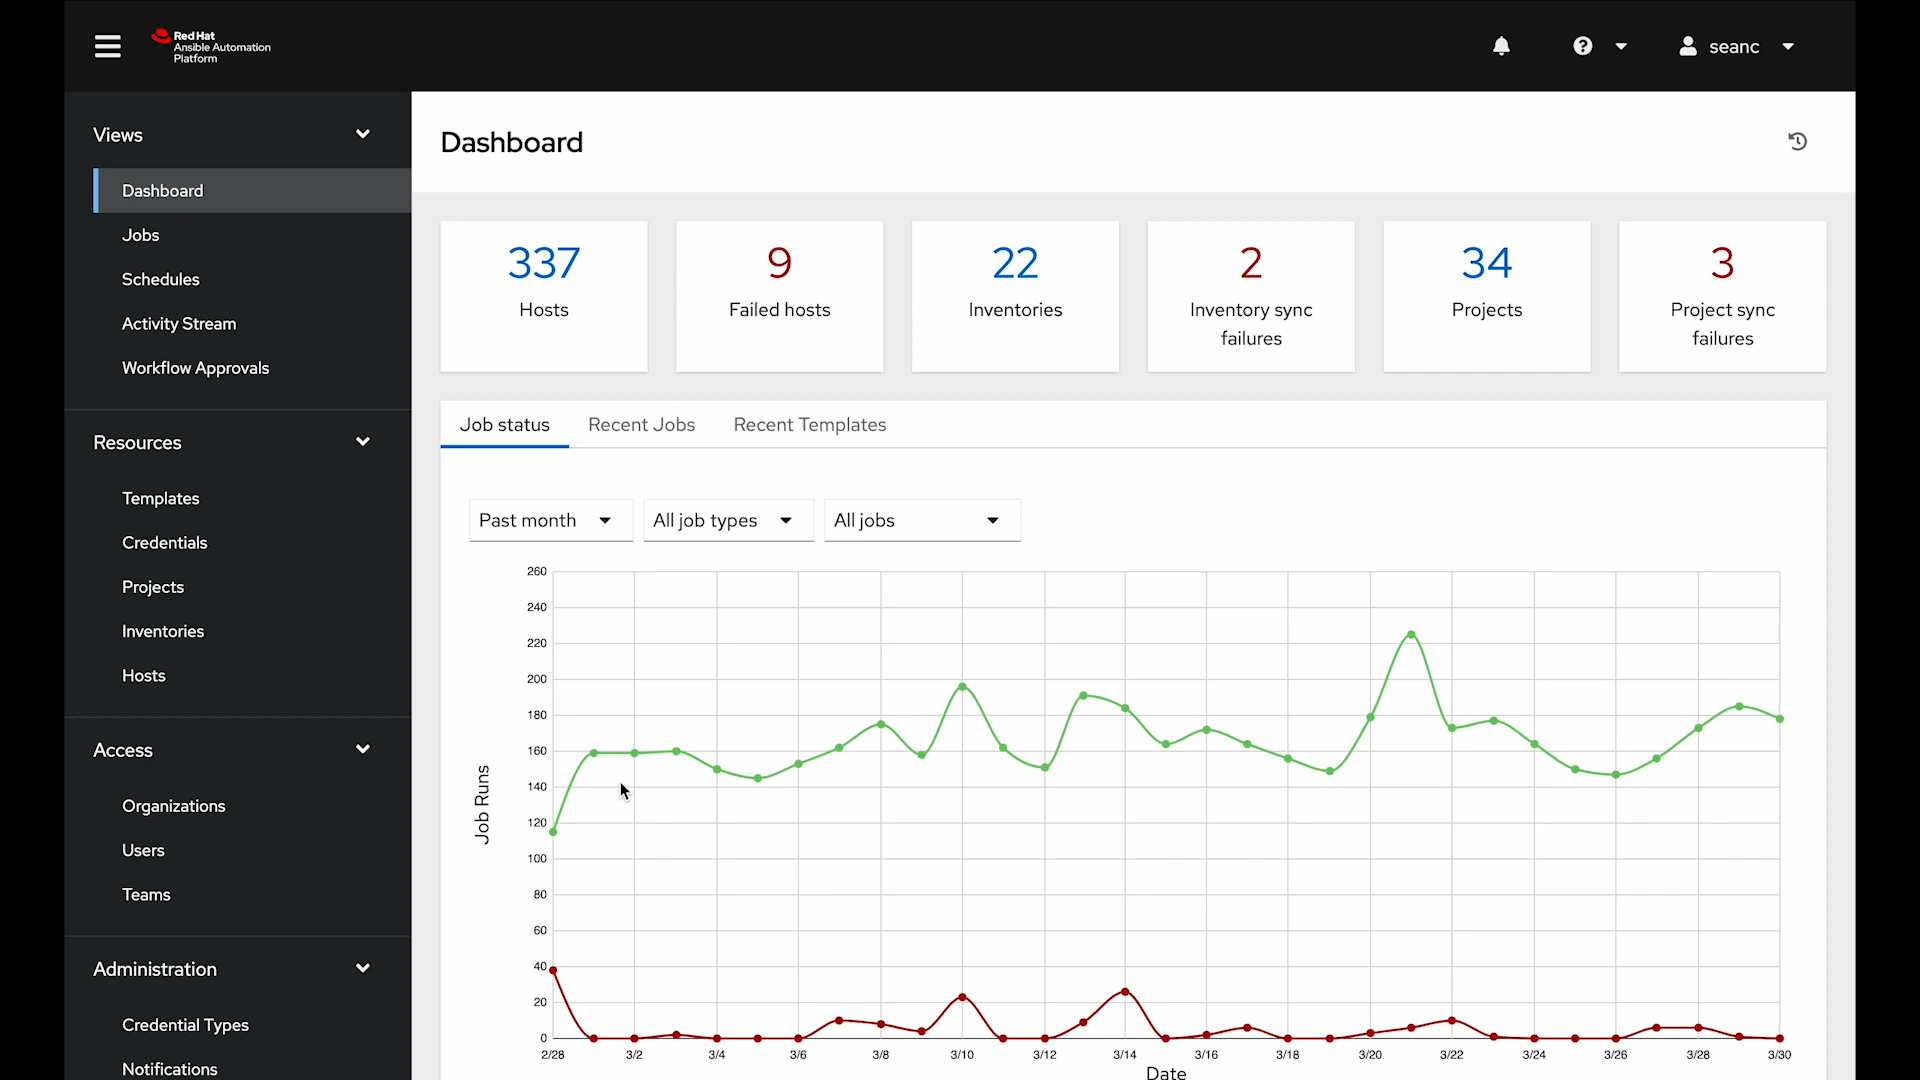 Red Hat
Ansible Automation
Platform
seanc
Views
Dashboard
Jobs
Schedules
Activity Stream
Workflow Approvals
Resources
Templates
Credentials
Projects
Inventories
Hosts
Access
Organizations
Users
Teams
Administration
Credential Types
Notifications
Dashboard
337
Hosts
9
Failed hosts
22
Inventories
2
Inventory sync
failures
34
Projects
3
Project sync
failures
Job status Recent Jobs Recent Templates
Past month All job types All jobs
260
240
220
200
180
160
140
120
100
80
60
40
20
0
Job Runs
2/28 3/2 3/4 3/6 3/8 3/10 3/12 3/14 3/16 3/18 3/20 3/22 3/24 3/26 3/28 3/30
Date